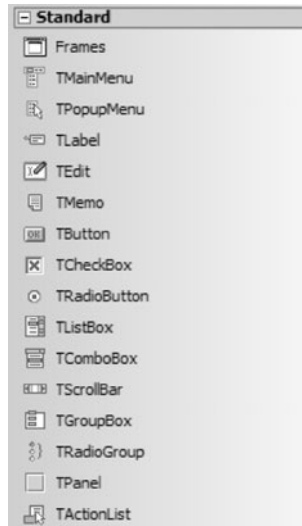 Standard
Frames
TMainMenu
TPopupMenu
TLabel
TEdit
TMemo
TButton
TCheckBox
TRadioButton
TListBox
TComboBox
TScrollBar
TGroupBox
TRadioGroup
TPanel
TActionList